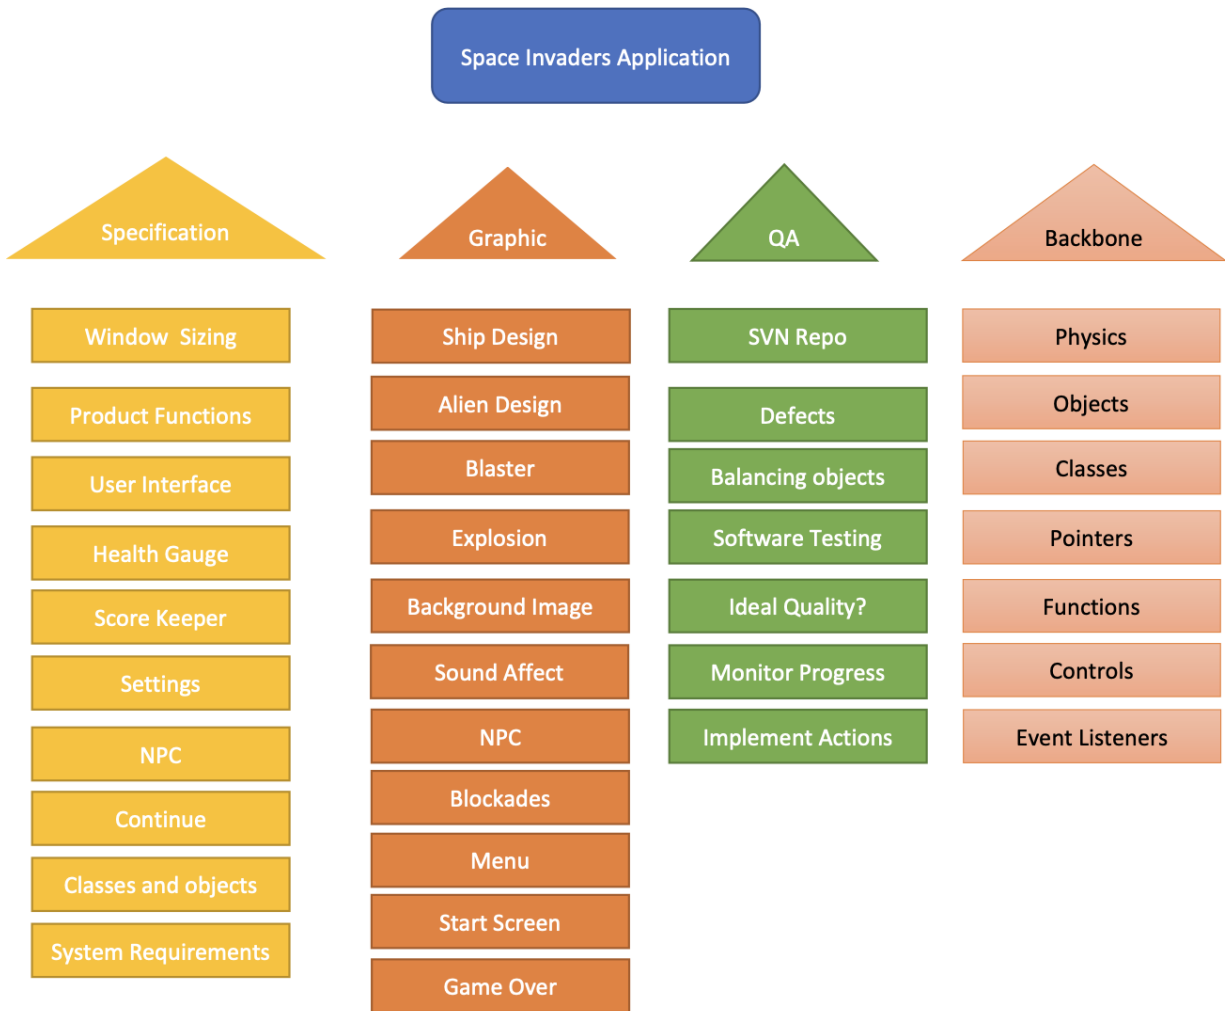 Space Invaders Application
Specification
Window  Sizing
Product Functions
User Interface
Health Gauge
Score Keeper
Settings
NPC
Continue
Classes and objects
System Requirements
Graphic
Ship Design
Alien Design
Blaster
Explosion
Background Image
Sound Affect
NPC
Blockades
Menu
Start Screen
Game Over
QA
SVN Repo
Defects
Balancing objects
Software Testing
Ideal Quality?
Monitor Progress
Implement Actions
Backbone
Physics
Objects
Classes
Pointers
Functions
Controls
Event Listeners